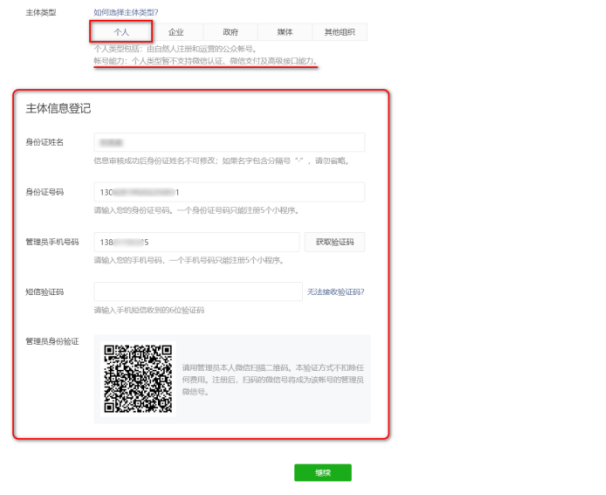 主体类型 如何选择主体类型?
个人 企业 政府 媒体 其他组织
个人类型包括：由自然人注册和运营的公众帐号。
帐号能力：个人类型暂不支持微信认证、微信支付及高级接口能力。
主体信息登记
身份证姓名
信息审核成功后身份证姓名不可修改；如果名字包含分隔号“·”，请勿省略。
身份证号码 130 1
请输入您的身份证号码。一个身份证号码只能注册5个小程序。
管理员手机号码 138 5 获取验证码
请输入您的手机号码，一个手机号码只能注册5个小程序。
短信验证码 无法接收验证码?
请输入手机短信收到的6位验证码
管理员身份验证
请用管理员本人微信扫描二维码。本验证方式不扣除任
何费用。注册后，扫码的微信号将成为该帐号的管理员
微信号。
继续